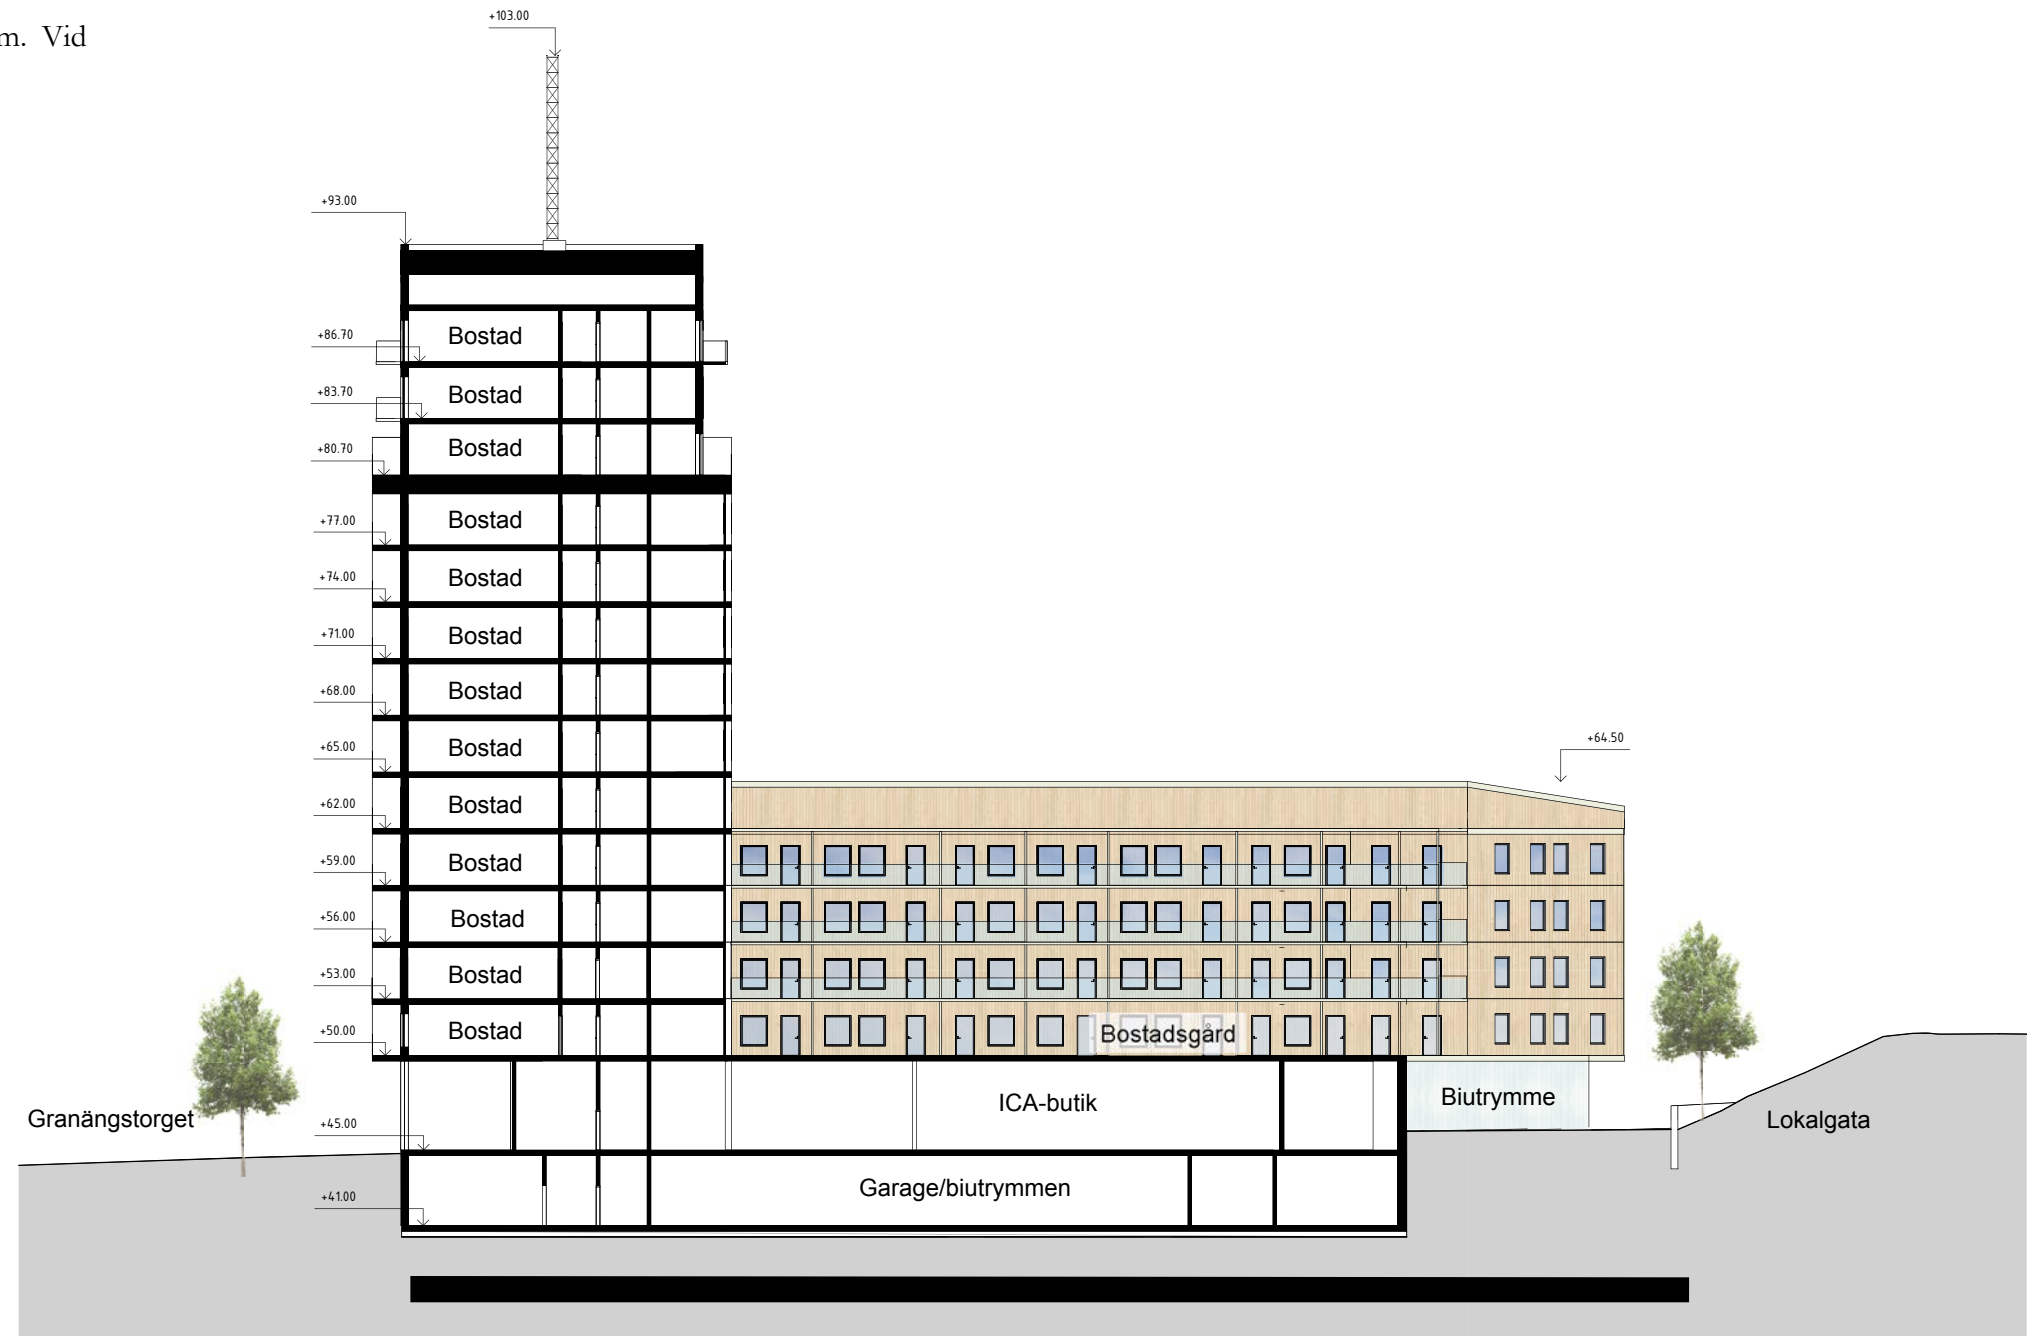 m. Vid
+103.00
+93.00
+86.70
Bostad
+83.70
Bostad
+80.70
Bostad
+77.00
Bostad
+74.00
Bostad
+71.00
Bostad
+68.00
Bostad
+65.00
Bostad
+64.50
+62.00
Bostad
+59.00
Bostad
+56.00
Bostad
+53.00
Bostad
+50.00
Bostad
Bostadsgård
ICA-butik
Biutrymme
Granängstorget
+45.00
Lokalgata
+41.00
Garage/biutrymmen